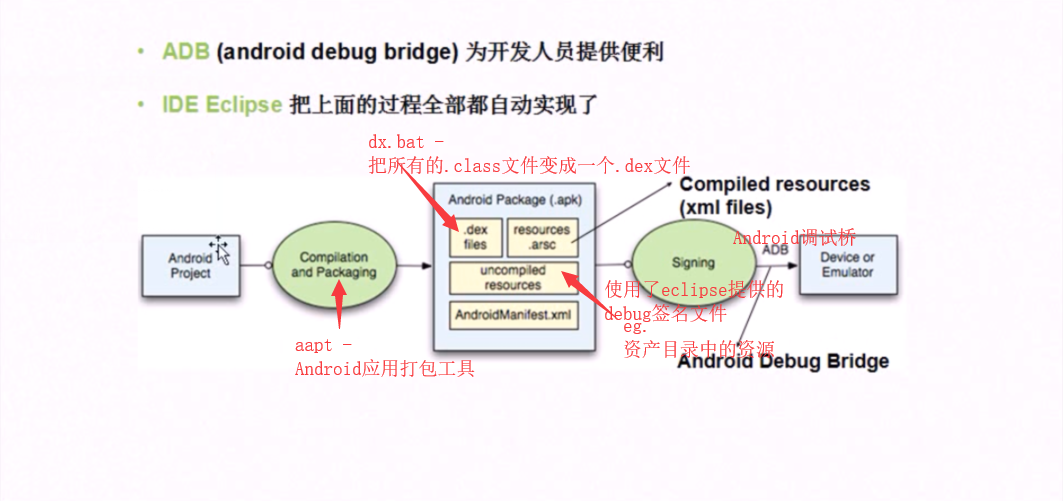 • ADB (android debug bridge) 为开发人员提供便利
• IDE Eclipse 把上面的过程全部都自动实现了
dx.bat -
把所有的.class文件变成一个.dex文件
Android Package (.apk)
.dex
files
resources
.arsc
uncompiled
resources
AndroidManifest.xml
Compiled resources
(xml files)
Android
Project
Compilation
and Packaging
aapt -
Android应用打包工具
Signing
Android调试桥
ADB
Device or
Emulator
使用了eclipse提供的
debug签名文件
eg.
资产目录中的资源
Android Debug Bridge